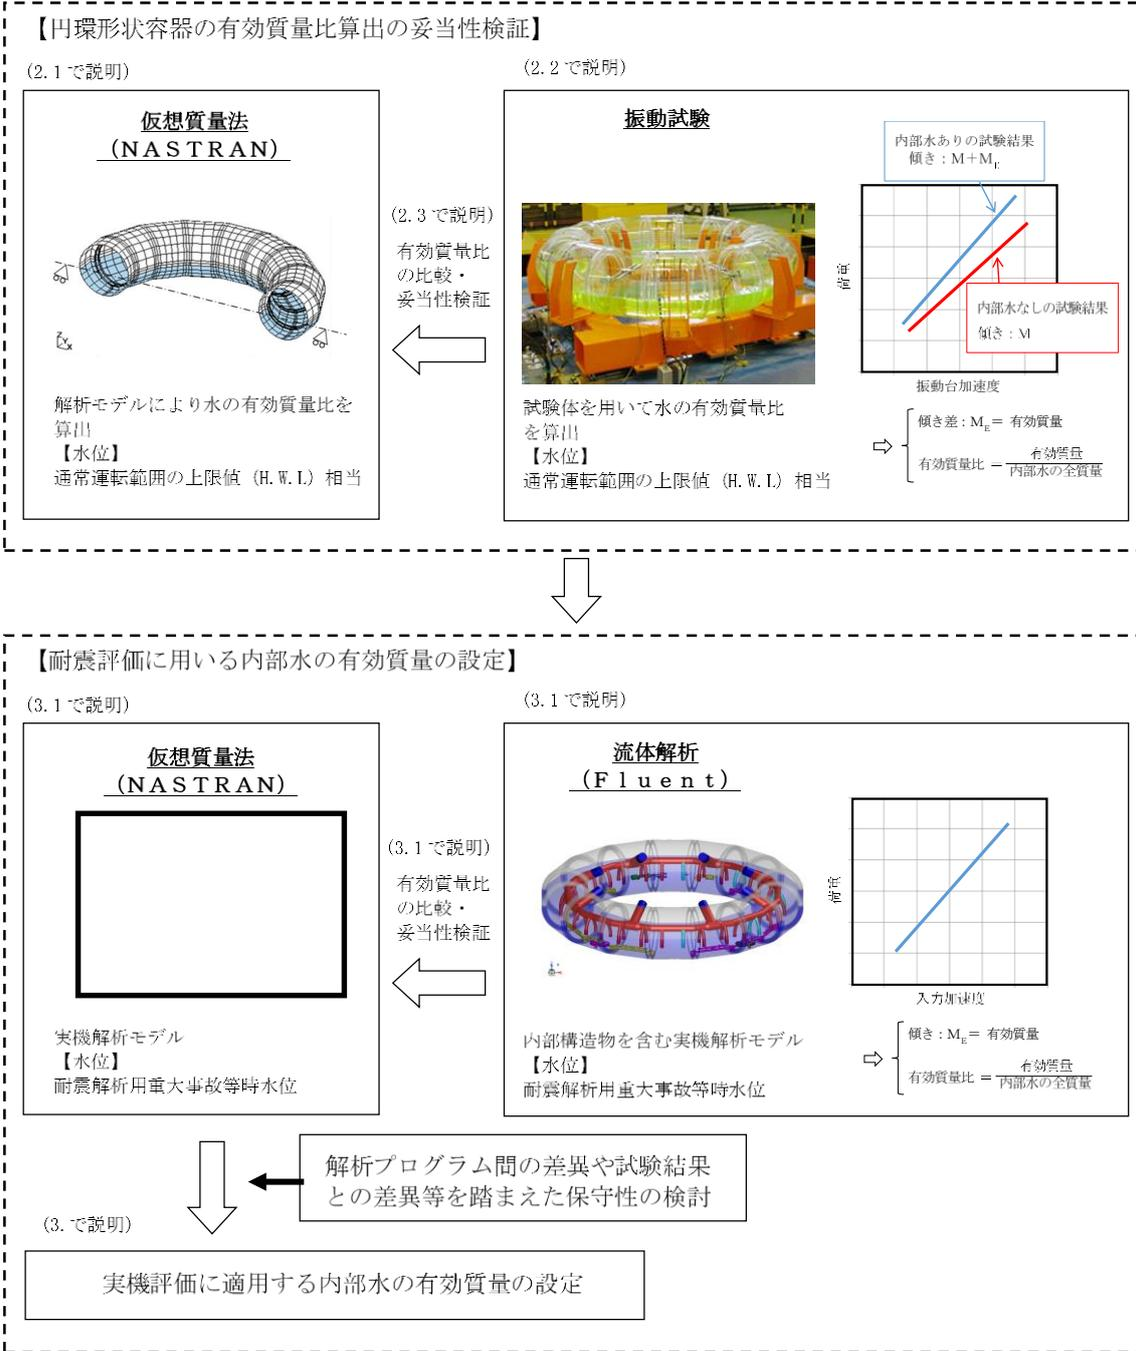 【円環形状容器の有効質量比算出の妥当性検証】
(2.1で説明)
仮想質量法
(NASTRAN)
Z
Y
X
解析モデルにより水の有効質量比を
算出
【水位】
通常運転範囲の上限値 (H.W.L) 相当
(2.3で説明)
有効質量比
の比較・
妥当性検証
(2.2で説明)
振動試験
試験体を用いて水の有効質量比
を算出
【水位】
通常運転範囲の上限値 (H.W.L) 相当
内部水ありの試験結果
傾き：M+ME
荷重
内部水なしの試験結果
傾き：M
振動台加速度
傾き差：ME＝ 有効質量
有効質量比 ＝ 有効質量
内部水の全質量
【耐震評価に用いる内部水の有効質量の設定】
(3.1で説明)
仮想質量法
(NASTRAN)
実機解析モデル
【水位】
耐震解析用重大事故等時水位
(3.1で説明)
有効質量比
の比較・
妥当性検証
(3.1で説明)
流体解析
(Fluent)
内部構造物を含む実機解析モデル
【水位】
耐震解析用重大事故等時水位
荷重
入力加速度
傾き：ME＝ 有効質量
有効質量比 ＝ 有効質量
内部水の全質量
解析プログラム間の差異や試験結果
との差異等を踏まえた保守性の検討
(3.で説明)
実機評価に適用する内部水の有効質量の設定